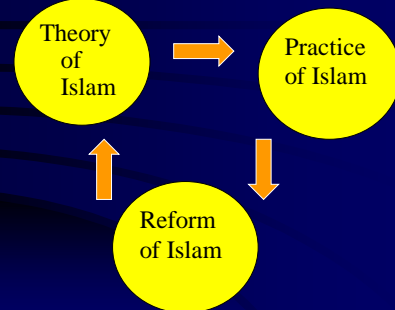 Theory
of
Islam
Practice
of Islam
Reform
of Islam